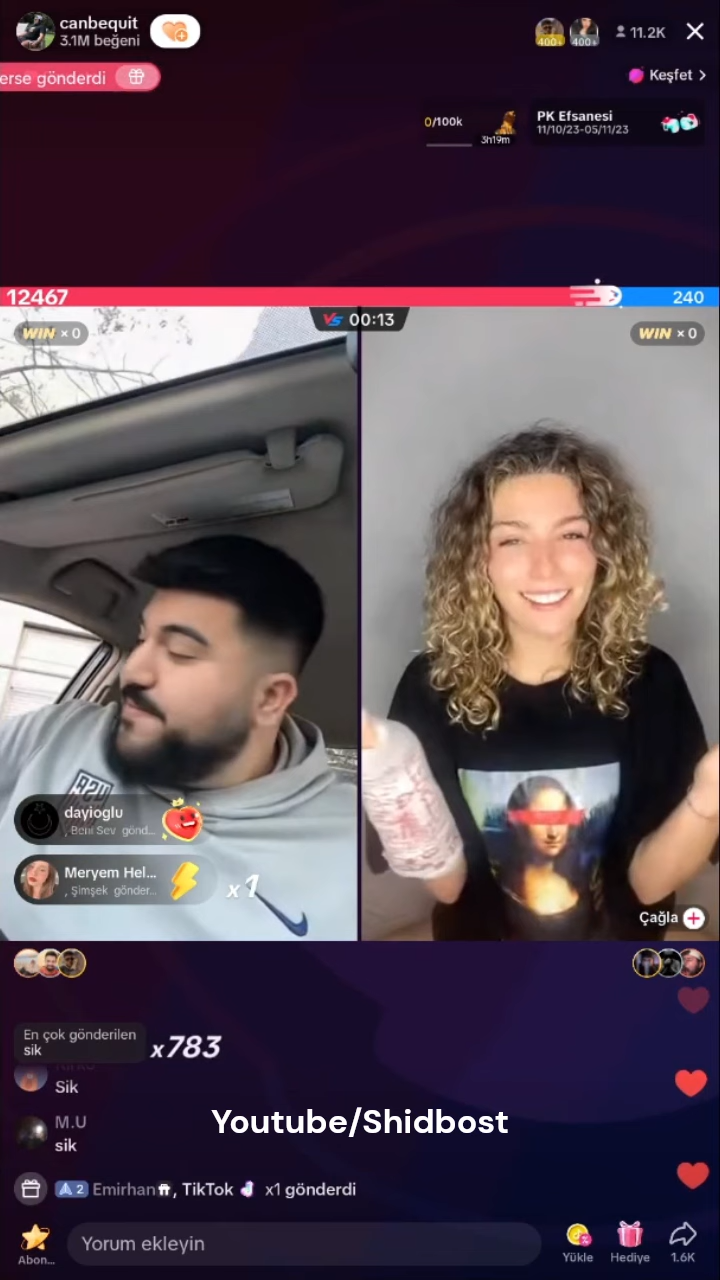 canbequit
3.1M beğeni
400+
400+
11.2K
erse gönderdi
Keşfet
0/100k
3h19m
PK Efsanesi
11/10/23-05/11/23
12467
240
WIN × 0
VS 00:13
WIN × 0
dayioglu
, Beni Sev gönd...
Meryem Hel...
, Şimşek gönder...
x1
Çağla
En çok gönderilen
sik
x783
Sik
M.U
sik
Youtube/Shidbost
2 Emirhan, TikTok x1 gönderdi
Yorum ekleyin
Abon...
Yükle
Hediye
1.6K